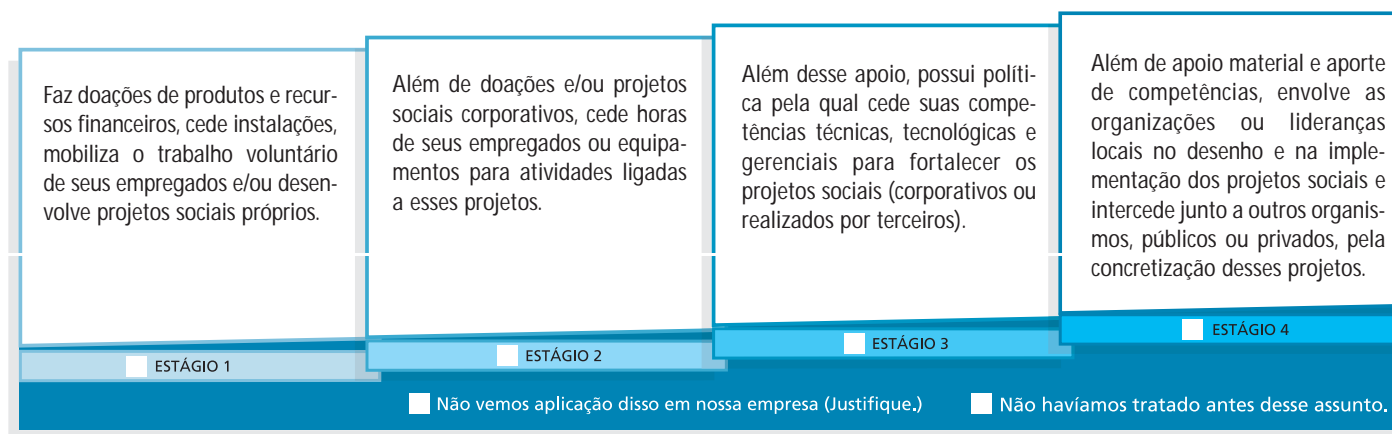 Faz doações de produtos e recur-
sos financeiros, cede instalações,
mobiliza o trabalho voluntário
de seus empregados e/ou desen-
volve projetos sociais próprios.
ESTÁGIO 1
Além de doações e/ou projetos
sociais corporativos, cede horas
de seus empregados ou equipa-
mentos para atividades ligadas
a esses projetos.
ESTÁGIO 2
Além desse apoio, possui políti-
ca pela qual cede suas compe-
tências técnicas, tecnológicas e
gerenciais para fortalecer os
projetos sociais (corporativos ou
realizados por terceiros).
ESTÁGIO 3
Além de apoio material e aporte
de competências, envolve as
organizações ou lideranças
locais no desenho e na imple-
mentação dos projetos sociais e
intercede junto a outros organis-
mos, públicos ou privados, pela
concretização desses projetos.
ESTÁGIO 4
Não vemos aplicação disso em nossa empresa (Justifique.)
Não havíamos tratado antes desse assunto.